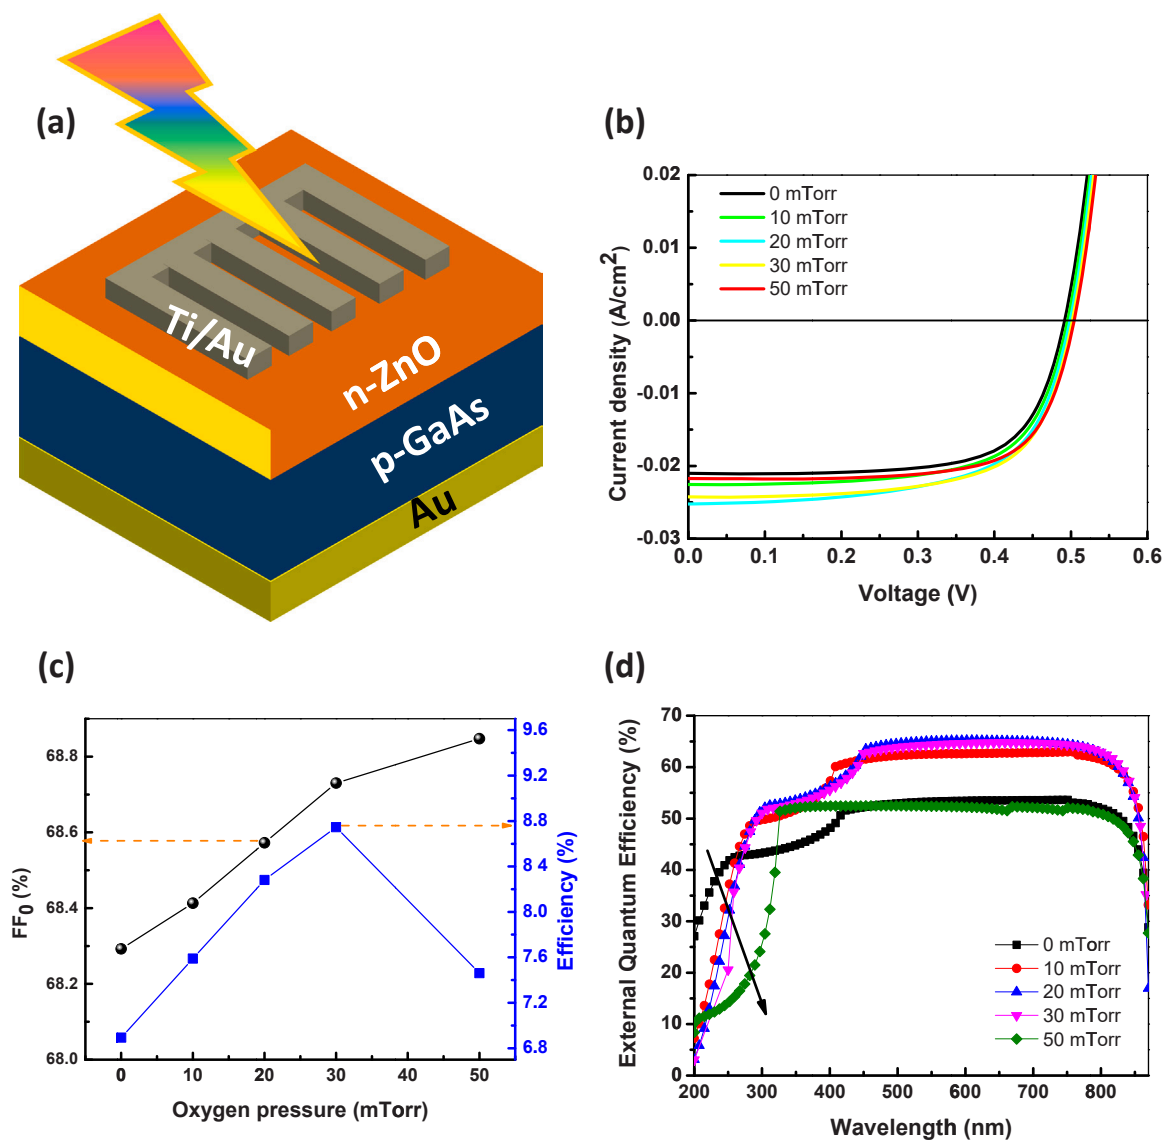 (a)
Ti/Au
n-ZnO
p-GaAs
Au
(b)
0.02
0.01
0.00
-0.01
-0.02
-0.03
0 mTorr
10 mTorr
20 mTorr
30 mTorr
50 mTorr
Current density (A/cm²)
0.0 0.1 0.2 0.3 0.4 0.5 0.6
Voltage (V)
(c)
68.8
68.6
68.4
68.2
68.0
FF₀ (%)
9.6
9.2
8.8
8.4
8.0
7.6
7.2
6.8
Efficiency (%)
0 10 20 30 40 50
Oxygen pressure (mTorr)
(d)
70
60
50
40
30
20
10
0
External Quantum Efficiency (%)
0 mTorr
10 mTorr
20 mTorr
30 mTorr
50 mTorr
200 300 400 500 600 700 800
Wavelength (nm)